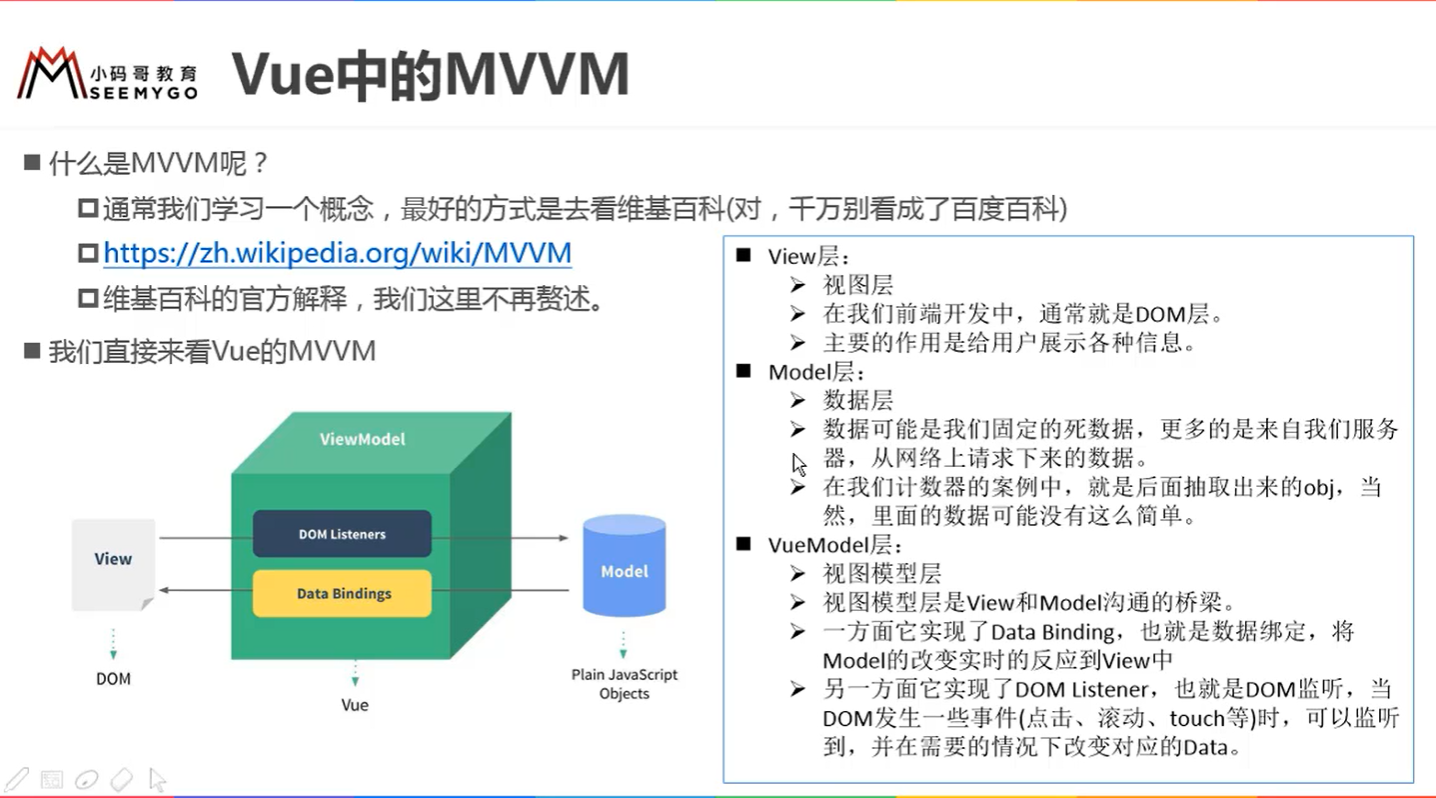 小码哥教育
SEEMYGO
Vue中的MVVM
什么是MVVM呢？
通常我们学习一个概念，最好的方式是去看维基百科(对，千万别看成了百度百科)
https://zh.wikipedia.org/wiki/MVVM
维基百科的官方解释，我们这里不再赘述。
我们直接来看Vue的MVVM
ViewModel
DOM Listeners
View
Model
Data Bindings
DOM
Vue
Plain JavaScript
Objects
View层：
视图层
在我们前端开发中，通常就是DOM层。
主要的作用是给用户展示各种信息。
Model层：
数据层
数据可能是我们固定的死数据，更多的是来自我们服务
器，从网络上请求下来的数据。
在我们计数器的案例中，就是后面抽取出来的obj，当
然，里面的数据可能没有这么简单。
VueModel层：
视图模型层
视图模型层是View和Model沟通的桥梁。
一方面它实现了Data Binding，也就是数据绑定，将
Model的改变实时的反应到View中
另一方面它实现了DOM Listener，也就是DOM监听，当
DOM发生一些事件(点击、滚动、touch等)时，可以监听
到，并在需要的情况下改变对应的Data。